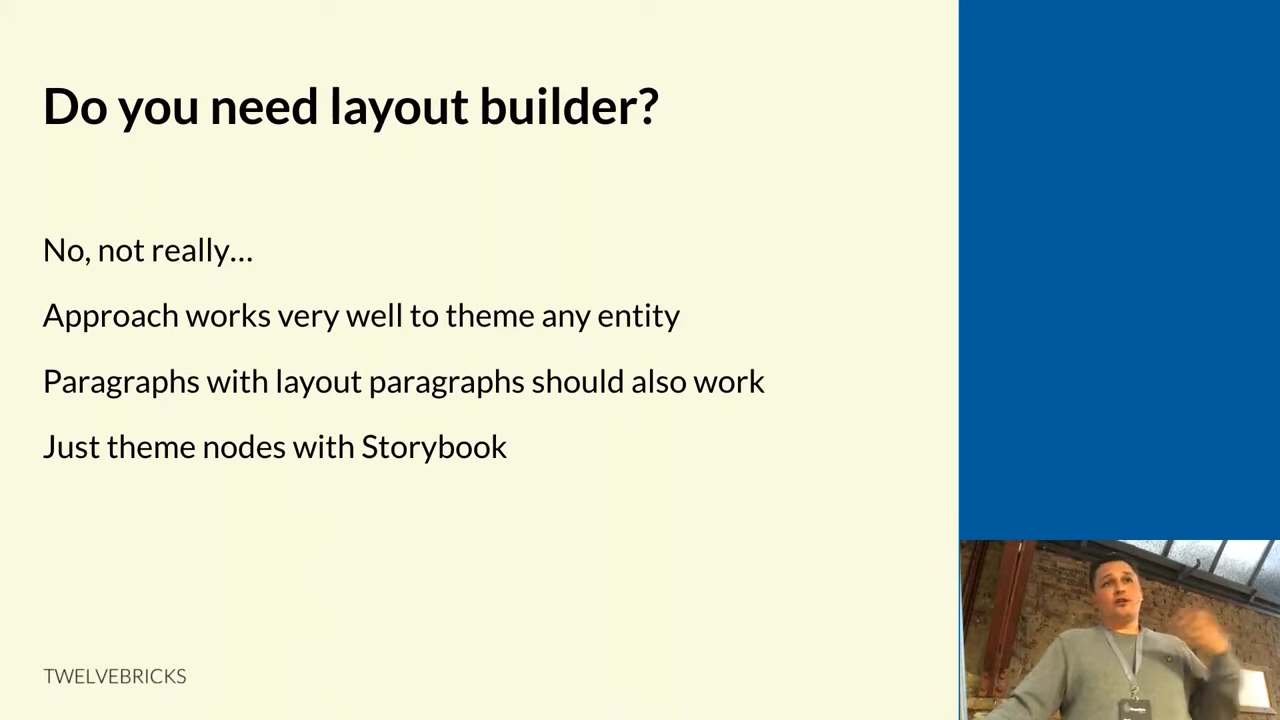 Do you need layout builder?
No, not really...
Approach works very well to theme any entity
Paragraphs with layout paragraphs should also work
Just theme nodes with Storybook
TWELVEBRICKS